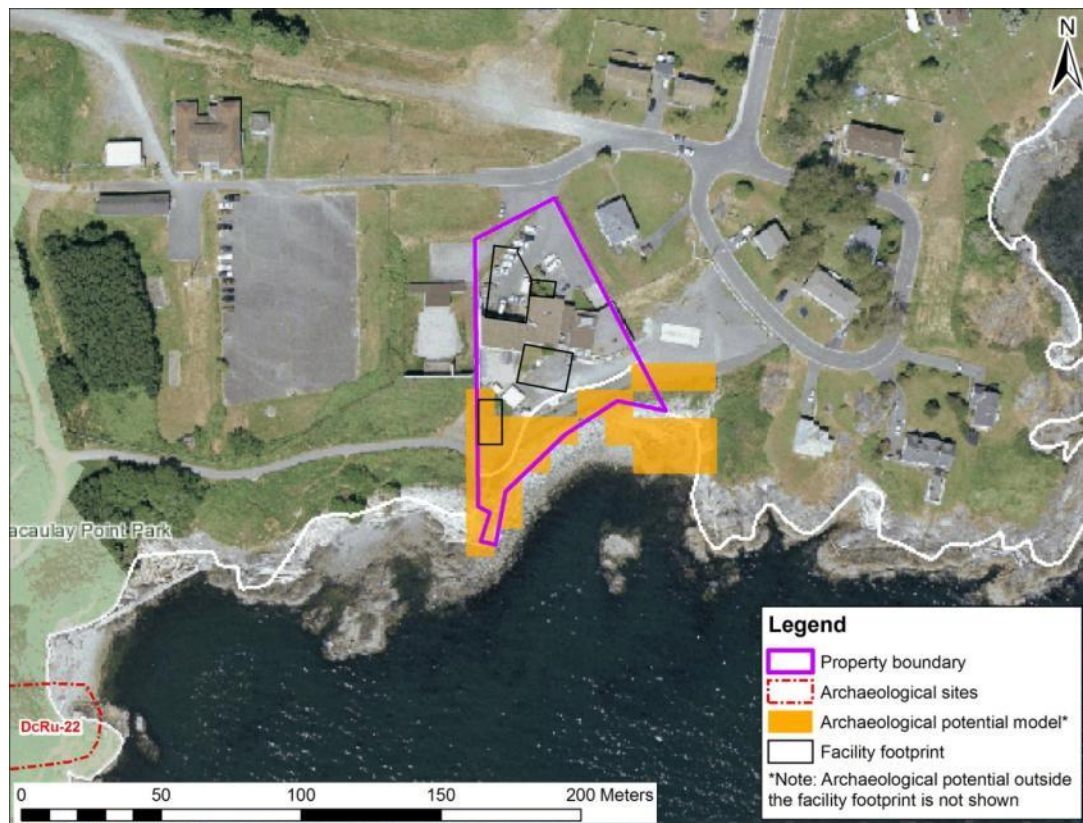 N
acaulay Point Park
DcRu-22
Legend
Property boundary
Archaeological sites
Archaeological potential model*
Facility footprint
*Note: Archaeological potential outside
the facility footprint is not shown
0 50 100 150 200 Meters